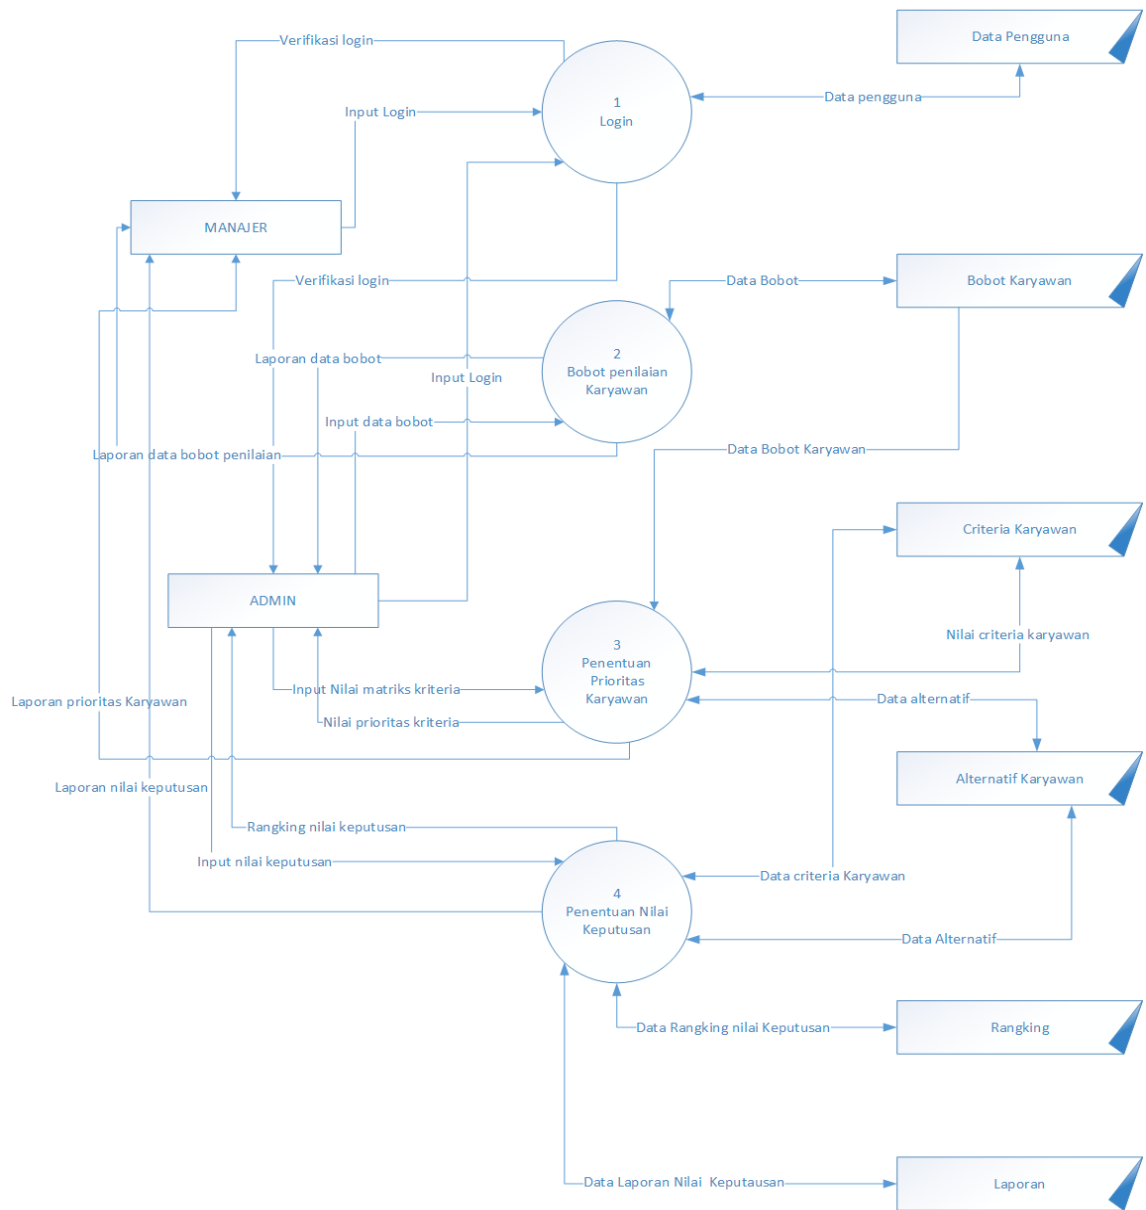 Data Pengguna
Verifikasi login
1
Login
Data pengguna
Input Login
MANAJER
Verifikasi login
Data Bobot
Bobot Karyawan
2
Bobot penilaian
Karyawan
Laporan data bobot
Input Login
Input data bobot
Laporan data bobot penilaian
Data Bobot Karyawan
Criteria Karyawan
ADMIN
Nilai criteria karyawan
3
Penentuan
Prioritas
Karyawan
Input Nilai matriks kriteria
Laporan prioritas Karyawan
Data alternatif
Nilai prioritas kriteria
Alternatif Karyawan
Laporan nilai keputusan
Rangking nilai keputusan
Input nilai keputusan
Data criteria Karyawan
4
Penentuan Nilai
Keputusan
Data Alternatif
Data Rangking nilai Keputusan
Rangking
Data Laporan Nilai  Keputausan
Laporan